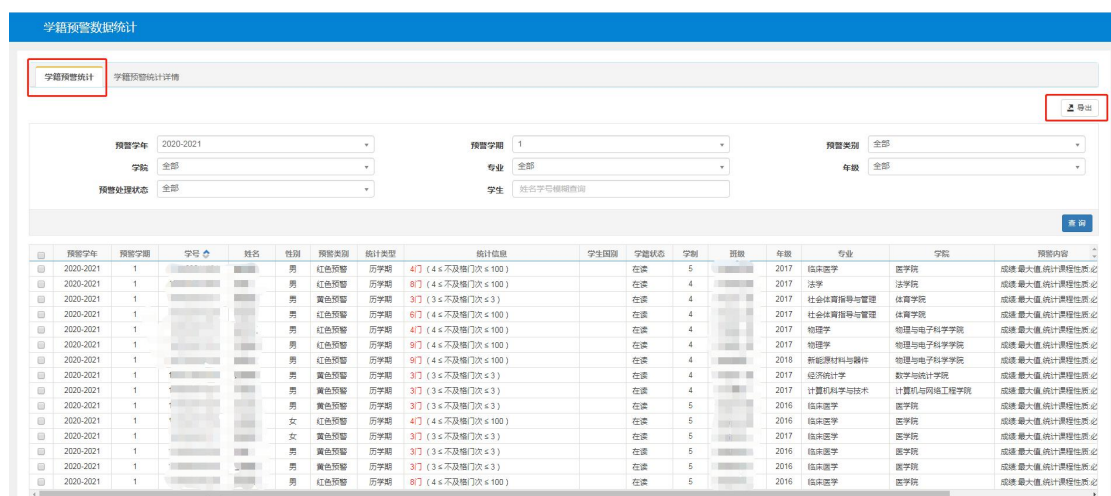 学籍预警数据统计
学籍预警统计 学籍预警统计详情
导出
预警学年 2020-2021 预警学期 1 预警类别 全部
学院 全部 专业 全部 年级 全部
预警处理状态 全部 学生 姓名学号模糊查询
查询
预警学年 预警学期 学号 姓名 性别 预警类别 统计类型 统计信息 学生国别 学籍状态 学制 班级 年级 专业 学院 预警内容
2020-2021 1 男 红色预警 历学期 4门 ( 4 ≤ 不及格门次 ≤ 100 ) 在读 5 2017 临床医学 医学院 成绩:最大值,统计课程性质:必
2020-2021 1 男 红色预警 历学期 8门 ( 4 ≤ 不及格门次 ≤ 100 ) 在读 4 2017 法学 法学院 成绩:最大值,统计课程性质:必
2020-2021 1 男 黄色预警 历学期 3门 ( 3 ≤ 不及格门次 ≤ 3 ) 在读 4 2017 社会体育指导与管理 体育学院 成绩:最大值,统计课程性质:必
2020-2021 1 男 红色预警 历学期 6门 ( 4 ≤ 不及格门次 ≤ 100 ) 在读 4 2017 社会体育指导与管理 体育学院 成绩:最大值,统计课程性质:必
2020-2021 1 男 红色预警 历学期 4门 ( 4 ≤ 不及格门次 ≤ 100 ) 在读 4 2017 物理学 物理与电子科学学院 成绩:最大值,统计课程性质:必
2020-2021 1 男 红色预警 历学期 9门 ( 4 ≤ 不及格门次 ≤ 100 ) 在读 4 2017 物理学 物理与电子科学学院 成绩:最大值,统计课程性质:必
2020-2021 1 男 红色预警 历学期 9门 ( 4 ≤ 不及格门次 ≤ 100 ) 在读 4 2018 新能源材料与器件 物理与电子科学学院 成绩:最大值,统计课程性质:必
2020-2021 1 男 黄色预警 历学期 3门 ( 3 ≤ 不及格门次 ≤ 3 ) 在读 4 2017 经济统计学 数学与统计学院 成绩:最大值,统计课程性质:必
2020-2021 1 男 黄色预警 历学期 3门 ( 3 ≤ 不及格门次 ≤ 3 ) 在读 4 2017 计算机科学与技术 计算机与网络工程学院 成绩:最大值,统计课程性质:必
2020-2021 1 男 黄色预警 历学期 3门 ( 3 ≤ 不及格门次 ≤ 3 ) 在读 5 2016 临床医学 医学院 成绩:最大值,统计课程性质:必
2020-2021 1 女 红色预警 历学期 4门 ( 4 ≤ 不及格门次 ≤ 100 ) 在读 5 2016 临床医学 医学院 成绩:最大值,统计课程性质:必
2020-2021 1 女 黄色预警 历学期 3门 ( 3 ≤ 不及格门次 ≤ 3 ) 在读 5 2017 临床医学 医学院 成绩:最大值,统计课程性质:必
2020-2021 1 男 黄色预警 历学期 3门 ( 3 ≤ 不及格门次 ≤ 3 ) 在读 5 2016 临床医学 医学院 成绩:最大值,统计课程性质:必
2020-2021 1 男 黄色预警 历学期 3门 ( 3 ≤ 不及格门次 ≤ 3 ) 在读 5 2016 临床医学 医学院 成绩:最大值,统计课程性质:必
2020-2021 1 男 红色预警 历学期 8门 ( 4 ≤ 不及格门次 ≤ 100 ) 在读 5 2016 临床医学 医学院 成绩:最大值,统计课程性质:必